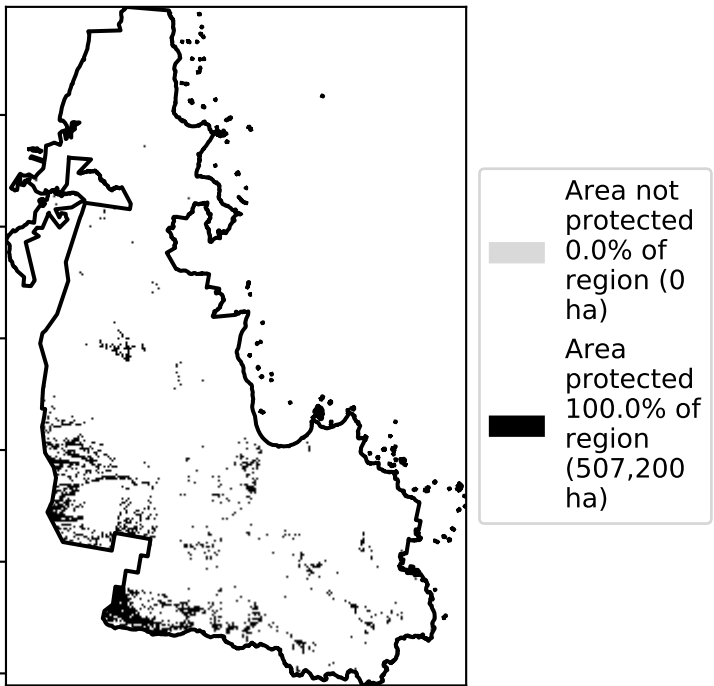 Area not
protected
0.0% of
region (0
ha)
Area
protected
100.0% of
region
(507,200
ha)